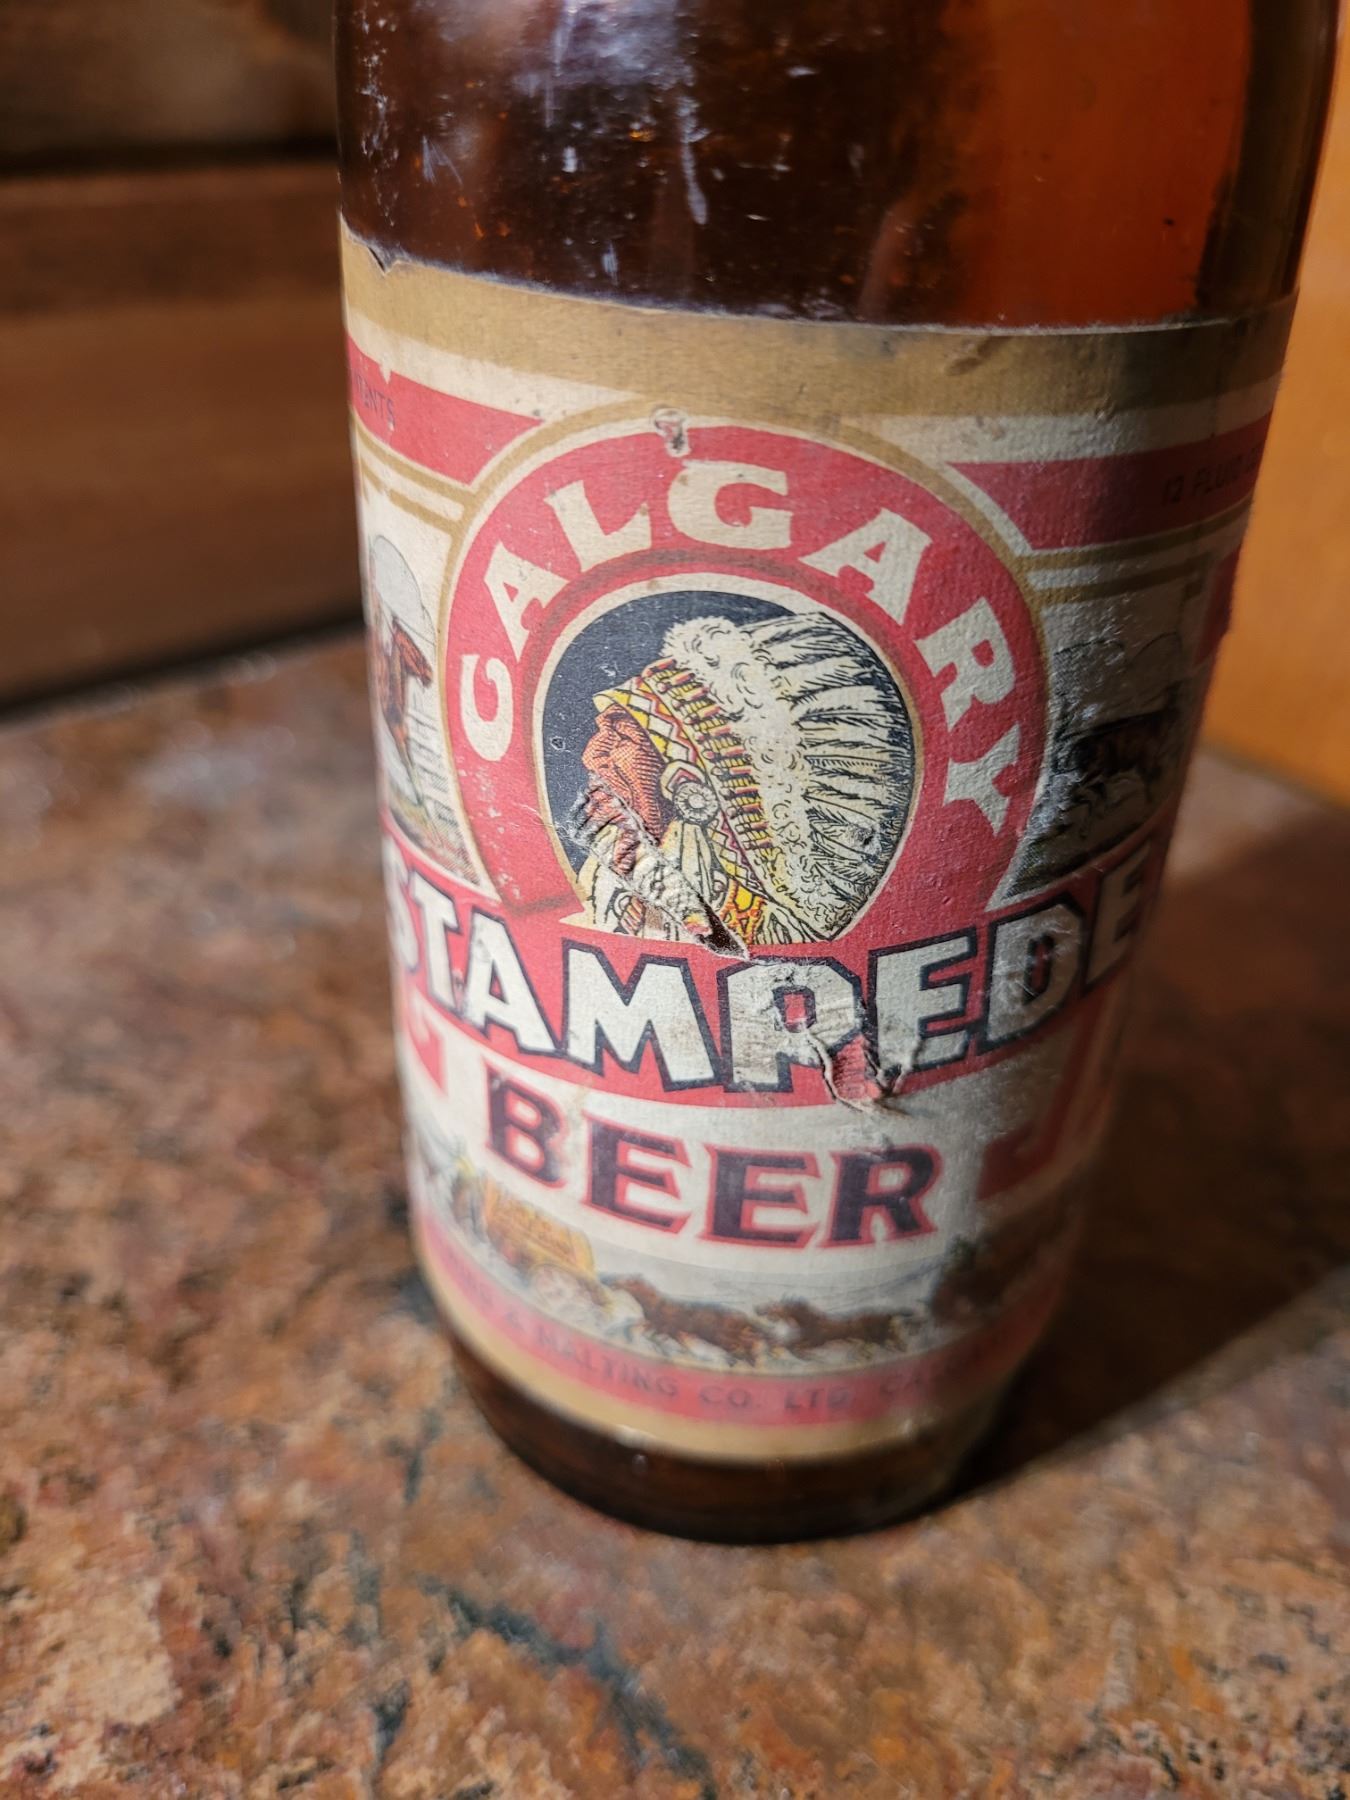 CALGARY
STAMPEDE
BEER
& MALTING CO. LTD.